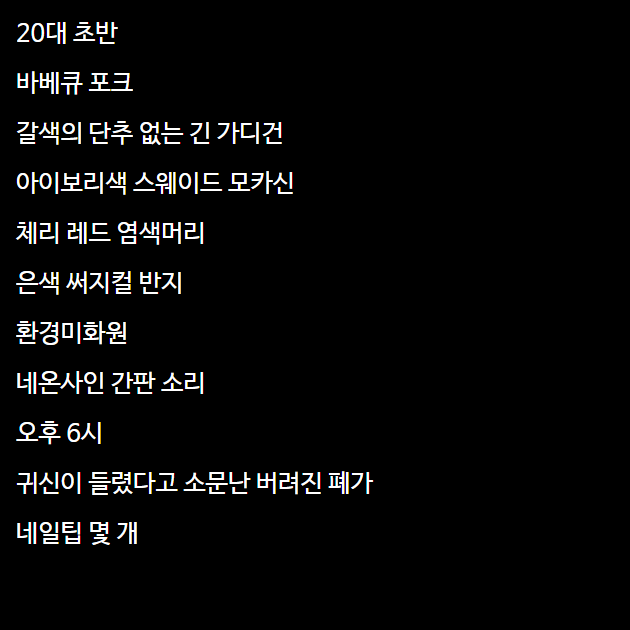 20대 초반
바베큐 포크
갈색의 단추 없는 긴 가디건
아이보리색 스웨이드 모카신
체리 레드 염색머리
은색 써지컬 반지
환경미화원
네온사인 간판 소리
오후 6시
귀신이 들렸다고 소문난 버려진 폐가
네일팁 몇 개